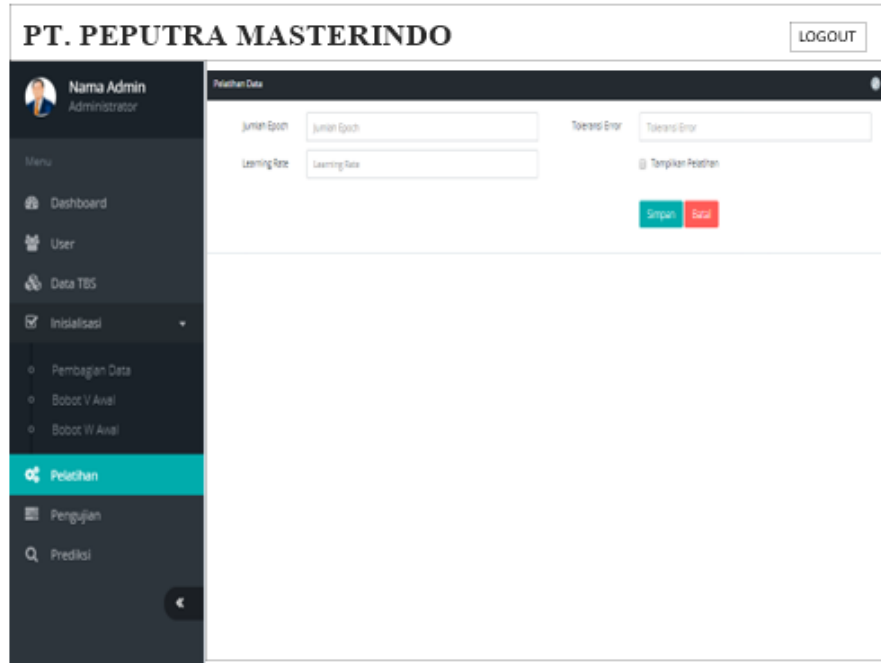 PT. PEPUTRA MASTERINDO
LOGOUT
Nama Admin
Administrator
Menu
Dashboard
User
Data TBS
Inisialisasi
Pembagian Data
Bobot V Awal
Bobot W Awal
Pelatihan
Pengujian
Prediksi
Pelatihan Data
Jumlah Epoch Jumlah Epoch Toleransi Error Toleransi Error
Learning Rate Learning Rate Tampilkan Pelatihan
Simpan Batal